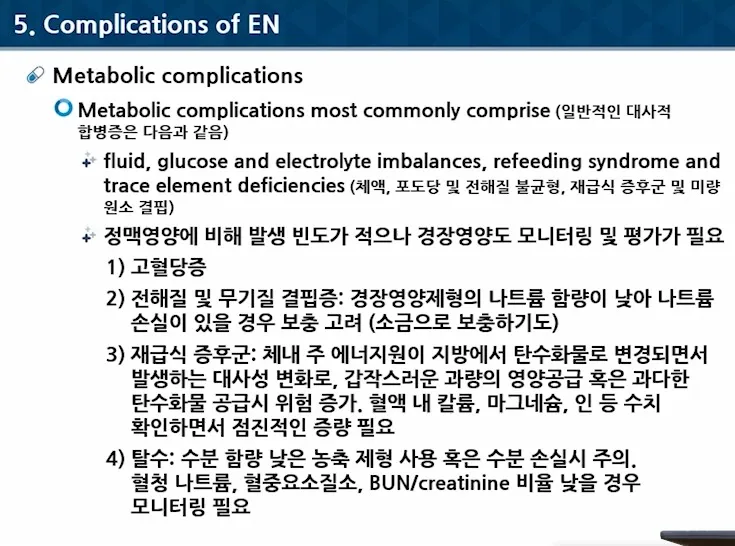 5. Complications of EN
Metabolic complications
Metabolic complications most commonly comprise (일반적인 대사적
합병증은 다음과 같음)
fluid, glucose and electrolyte imbalances, refeeding syndrome and
trace element deficiencies (체액, 포도당 및 전해질 불균형, 재급식 증후군 및 미량
원소 결핍)
정맥영양에 비해 발생 빈도가 적으나 경장영양도 모니터링 및 평가가 필요
1) 고혈당증
2) 전해질 및 무기질 결핍증: 경장영양제형의 나트륨 함량이 낮아 나트륨
손실이 있을 경우 보충 고려 (소금으로 보충하기도)
3) 재급식 증후군: 체내 주 에너지원이 지방에서 탄수화물로 변경되면서
발생하는 대사성 변화로, 갑작스러운 과량의 영양공급 혹은 과다한
탄수화물 공급시 위험 증가. 혈액 내 칼륨, 마그네슘, 인 등 수치
확인하면서 점진적인 증량 필요
4) 탈수: 수분 함량 낮은 농축 제형 사용 혹은 수분 손실시 주의.
혈청 나트륨, 혈중요소질소, BUN/creatinine 비율 낮을 경우
모니터링 필요